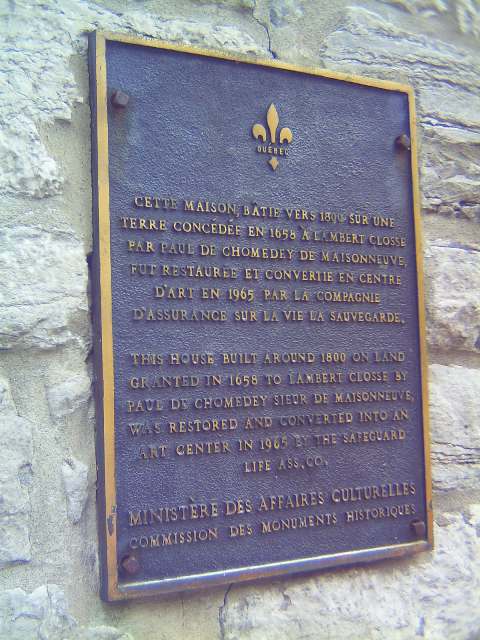 QUÉBEC
CETTE MAISON, BÂTIE VERS 1800 SUR UNE
TERRE CONCÉDÉE EN 1658 À LAMBERT CLOSSE
PAR PAUL DE CHOMEDEY DE MAISONNEUVE,
FUT RESTAURÉE ET CONVERTIE EN CENTRE
D'ART EN 1965 PAR LA COMPAGNIE
D'ASSURANCE SUR LA VIE LA SAUVEGARDE.
THIS HOUSE BUILT AROUND 1800 ON LAND
GRANTED IN 1658 TO LAMBERT CLOSSE BY
PAUL DE CHOMEDEY SIEUR DE MAISONNEUVE,
WAS RESTORED AND CONVERTED INTO AN
ART CENTER IN 1965 BY THE SAFEGUARD
LIFE ASS. CO.
MINISTÈRE DES AFFAIRES CULTURELLES
COMMISSION DES MONUMENTS HISTORIQUES